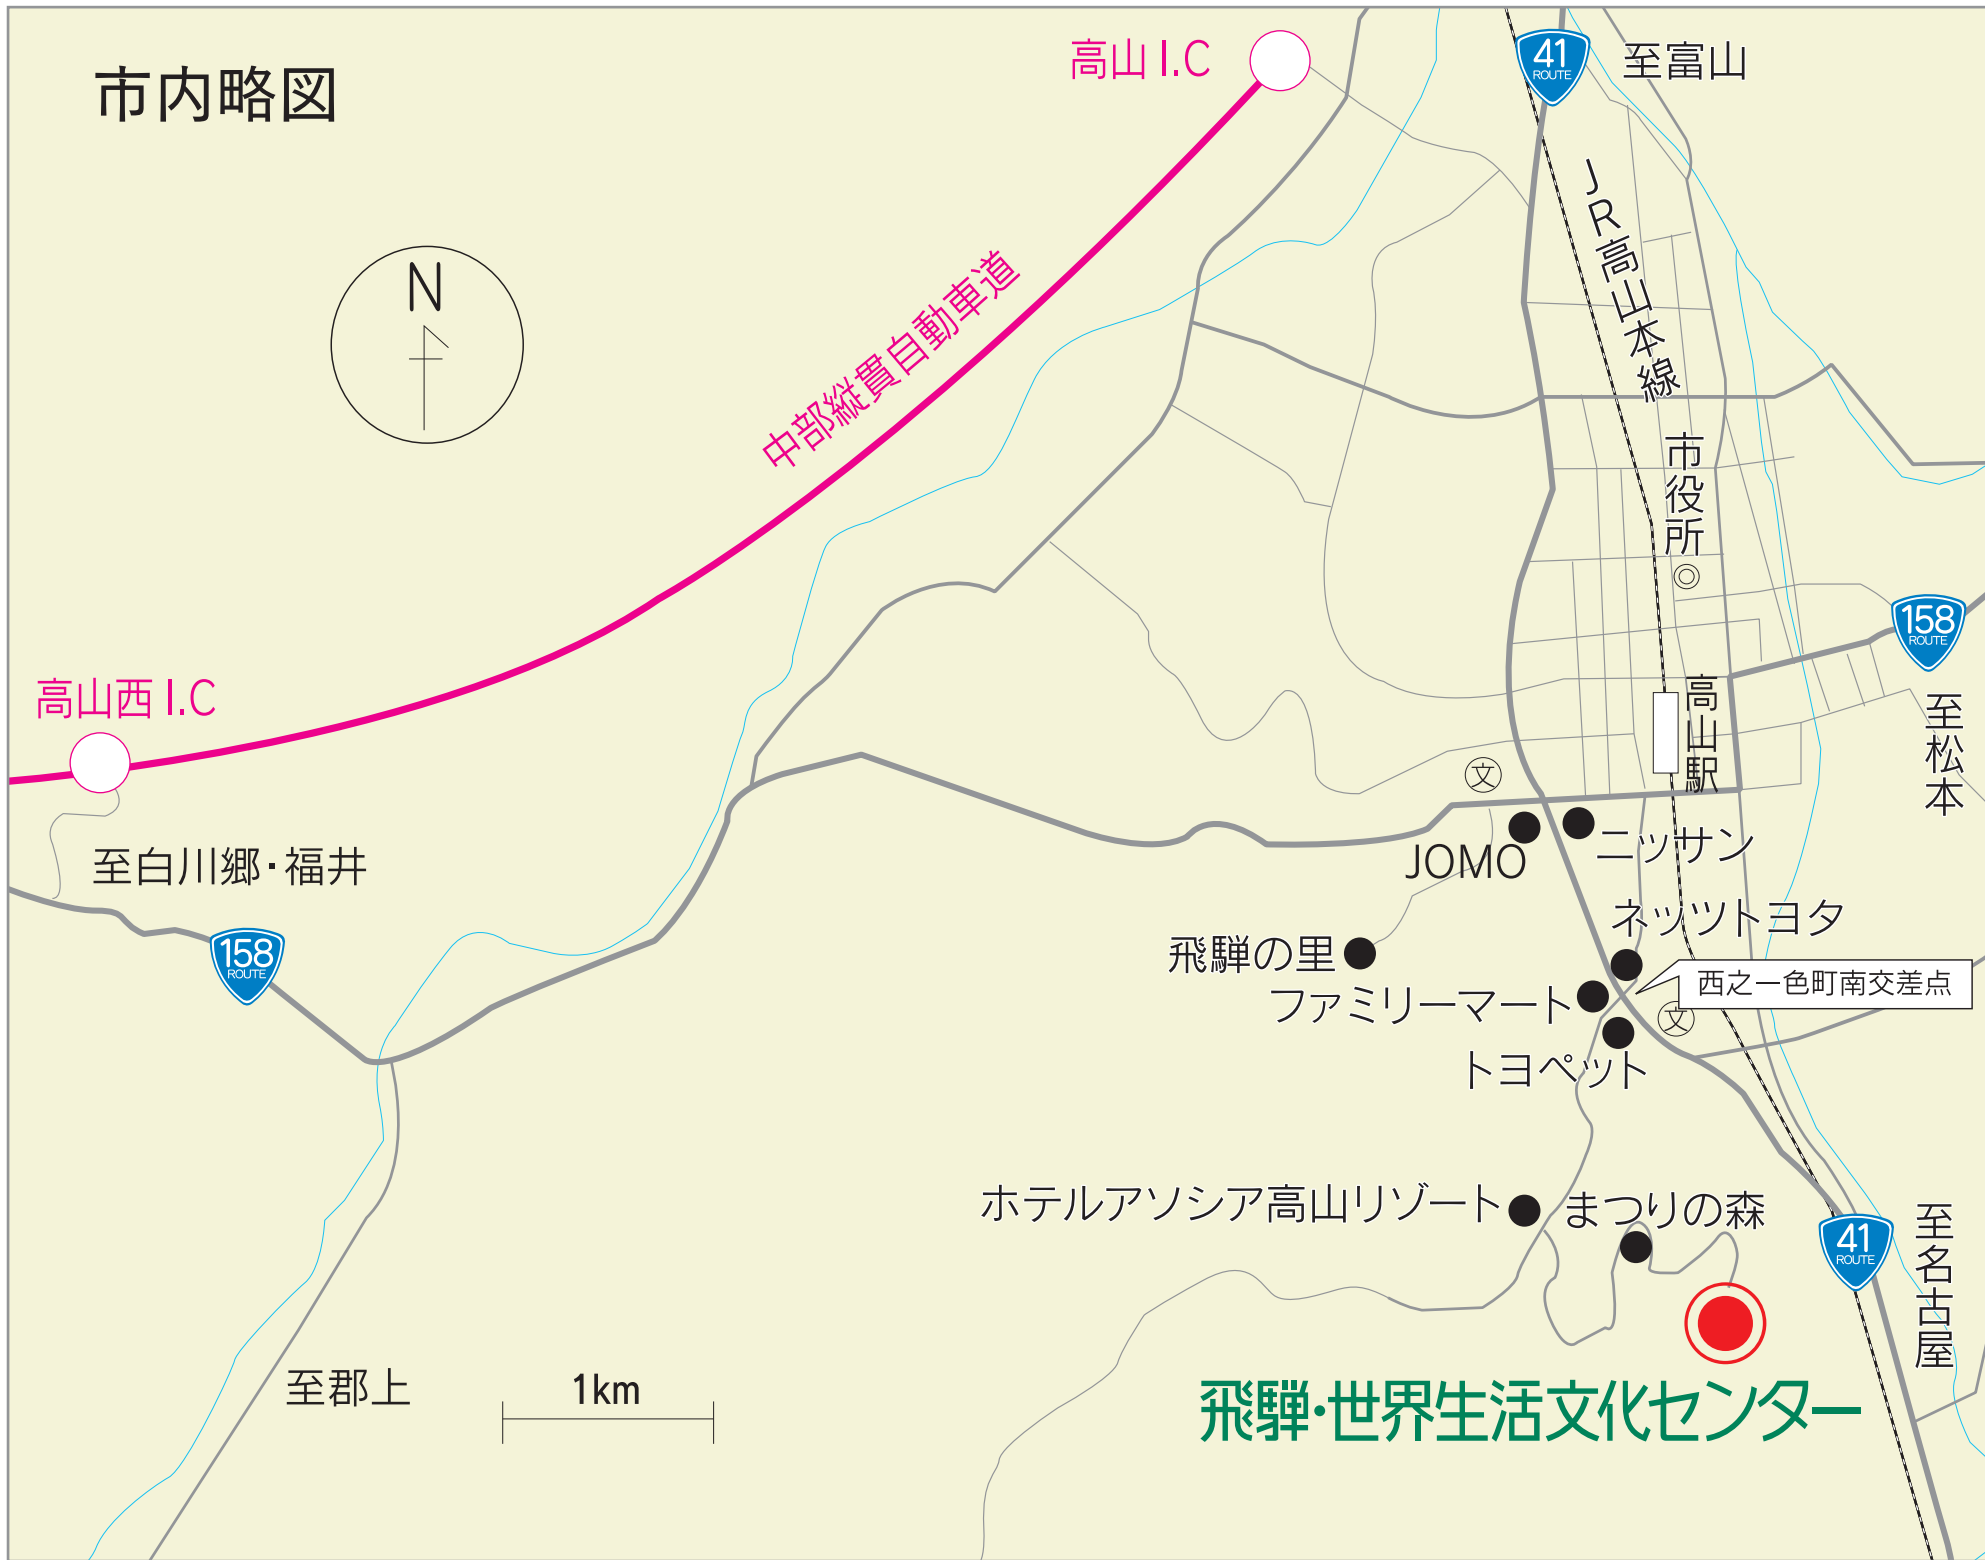 市内略図
高山 I.C
41
ROUTE
至富山
JR高山本線
N
中部縦貫自動車道
市役所
158
ROUTE
高山西 I.C
高山駅
至松本
文
至白川郷・福井
JOMO
ニッサン
ネッツトヨタ
158
ROUTE
飛騨の里
西之一色町南交差点
ファミリーマート
文
トヨペット
ホテルアソシア高山リゾート
まつりの森
41
ROUTE
至名古屋
至郡上
1km
飛騨・世界生活文化センター